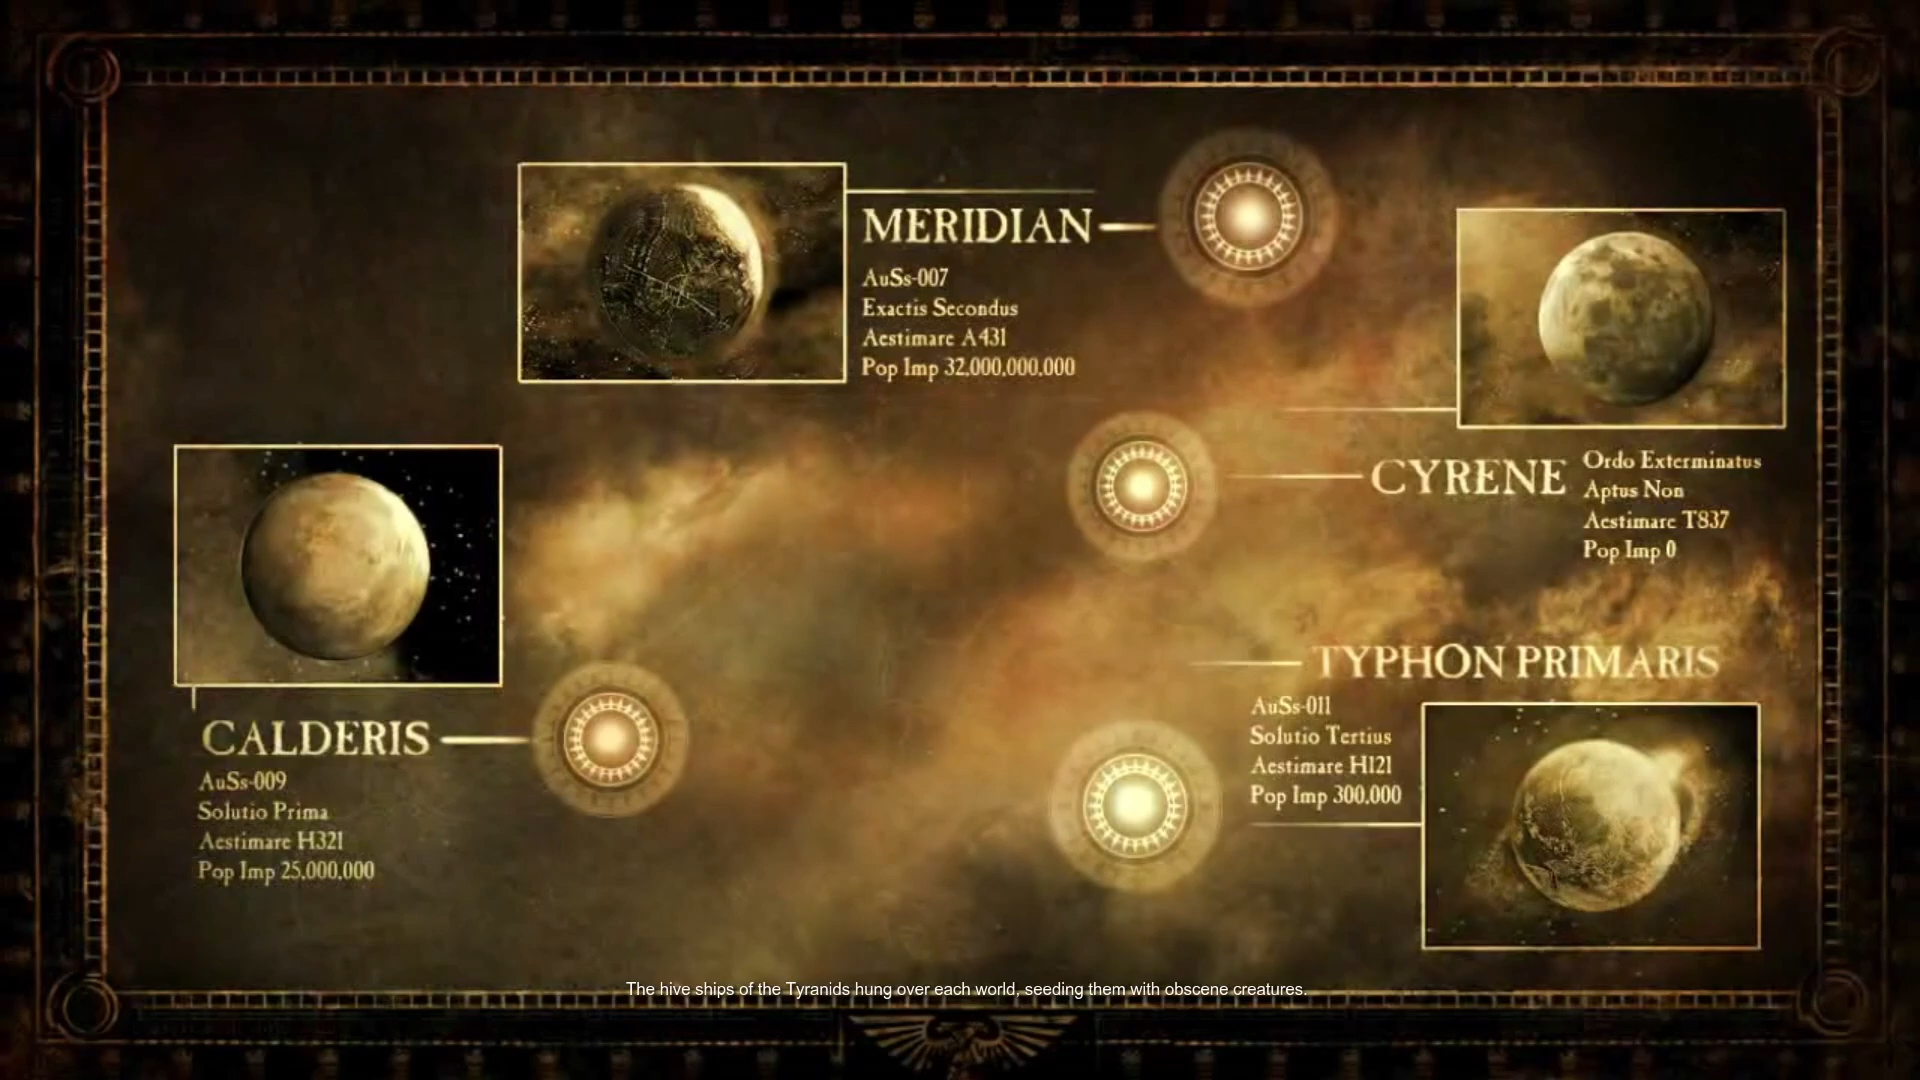 MERIDIAN
AuSs-007
Exactis Secondus
Aestimare A431
Pop Imp 32,000,000,000
CYRENE
Ordo Exterminatus
Aptus Non
Aestimare T837
Pop Imp 0
CALDERIS
AuSs-009
Solutio Prima
Aestimare H321
Pop Imp 25,000,000
TYPHON PRIMARIS
AuSs-011
Solutio Tertius
Aestimare H121
Pop Imp 300,000
The hive ships of the Tyranids hung over each world, seeding them with obscene creatures.